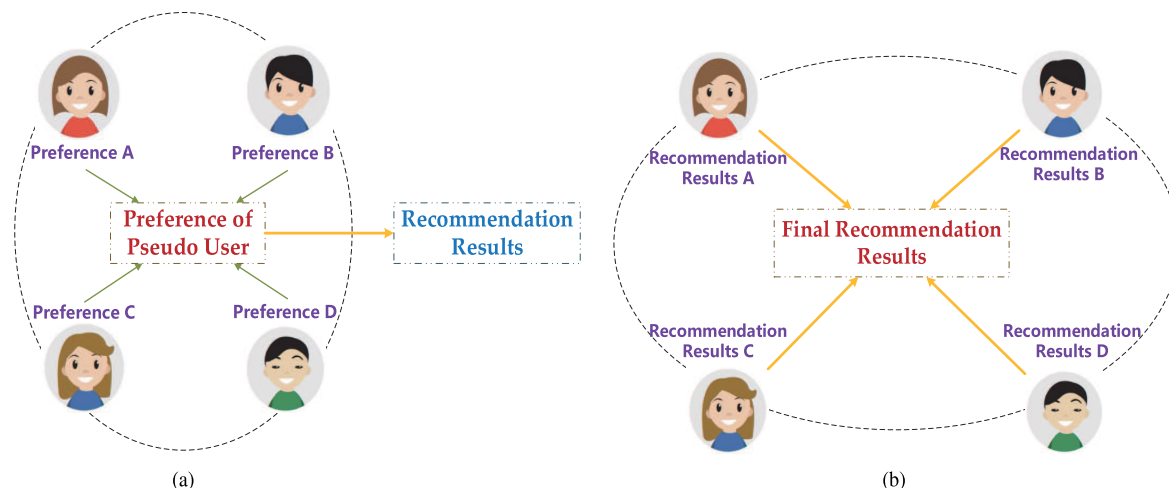 Preference A
Preference B
Preference of
Pseudo User
Recommendation
Results
Preference C
Preference D
(a)
Recommendation
Results A
Recommendation
Results B
Final Recommendation
Results
Recommendation
Results C
Recommendation
Results D
(b)